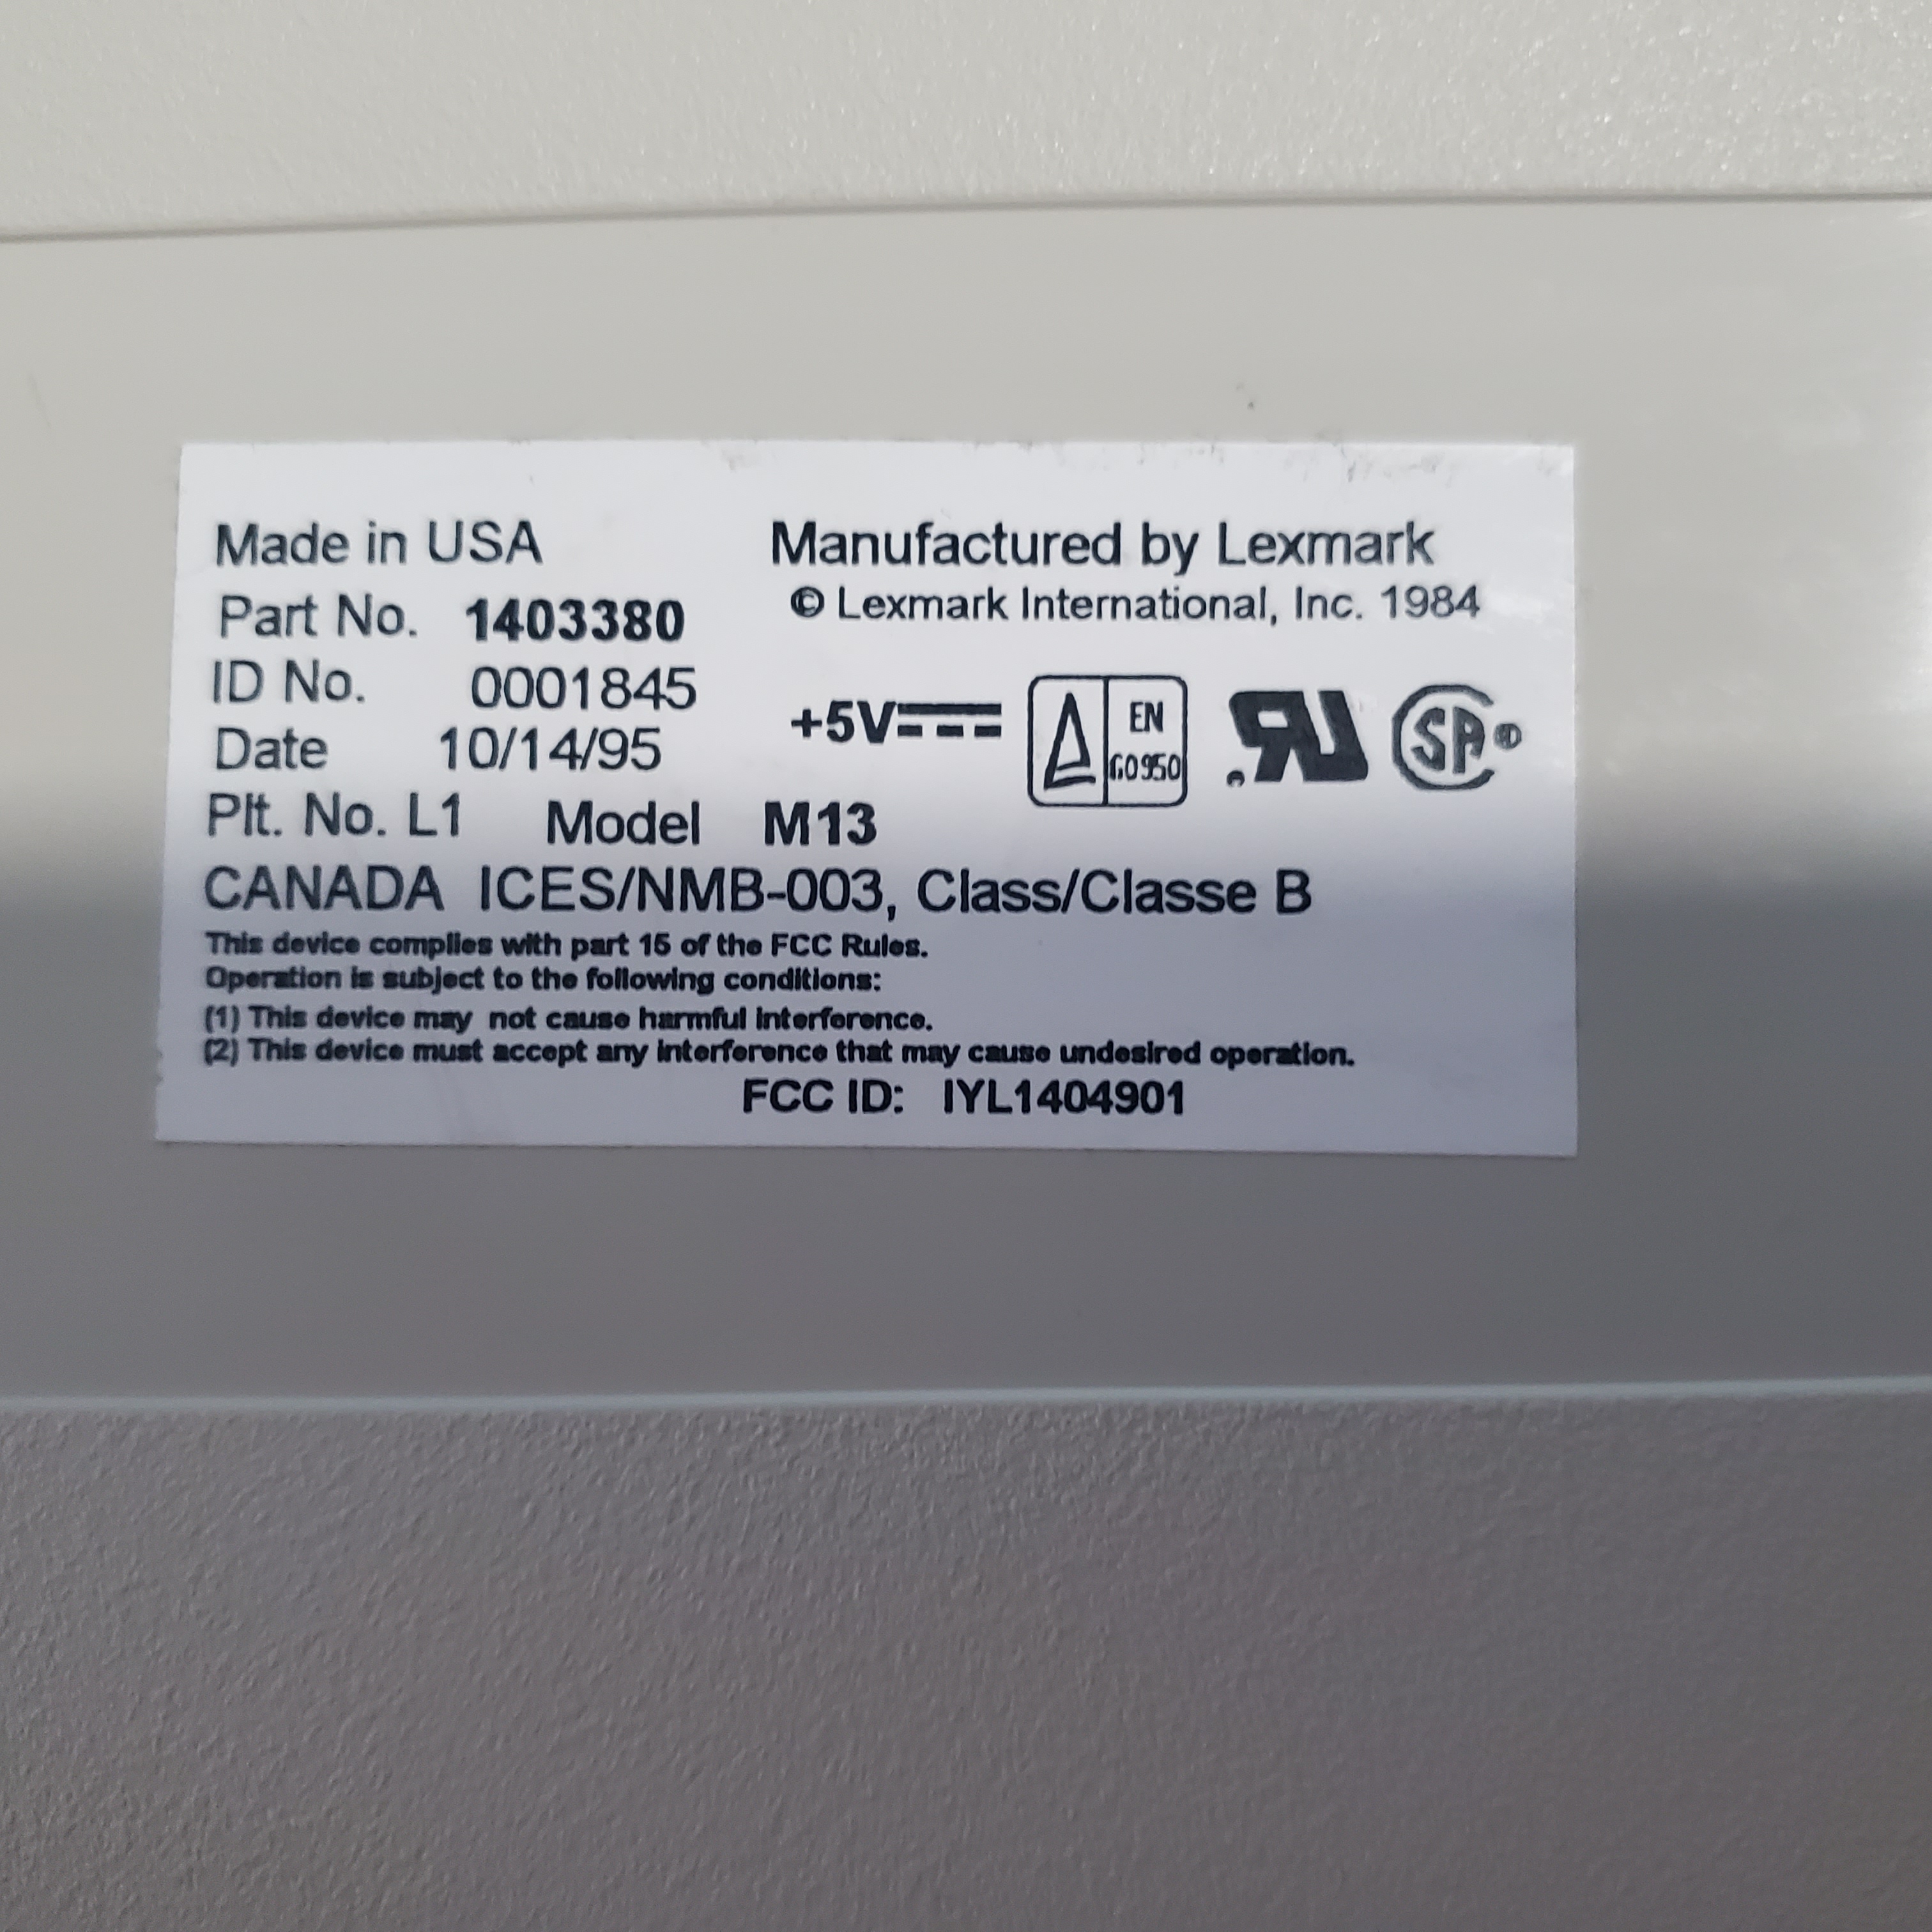 Made in USA Manufactured by Lexmark
Part No. 1403380 © Lexmark International, Inc. 1984
ID No. 0001845
+5V EN
60950
SA®
Date 10/14/95
Plt. No. L1 Model M13
CANADA ICES/NMB-003, Class/Classe B
This device complies with part 15 of the FCC Rules.
Operation is subject to the following conditions:
(1) This device may not cause harmful interference.
(2) This device must accept any interference that may cause undesired operation.
FCC ID: IYL1404901